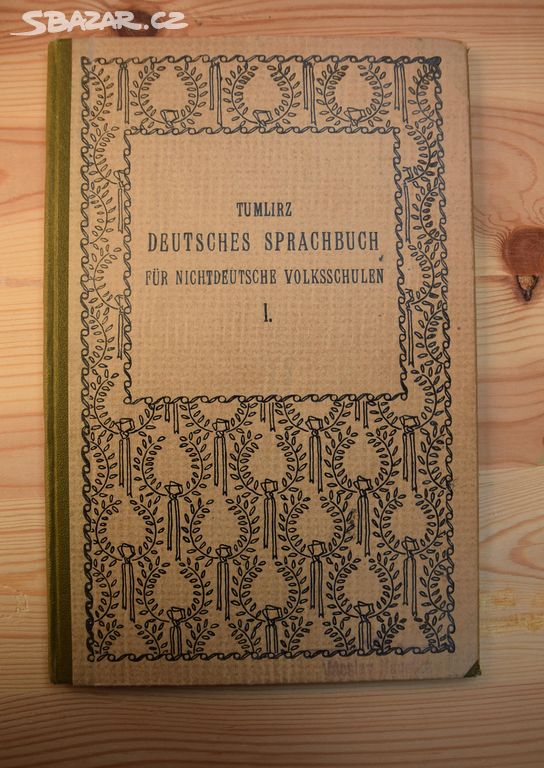 SBAZAR.CZ
TUMLIRZ
DEUTSCHES SPRACHBUCH
FÜR NICHTDEUTSCHE VOLKSSCHULEN
I.